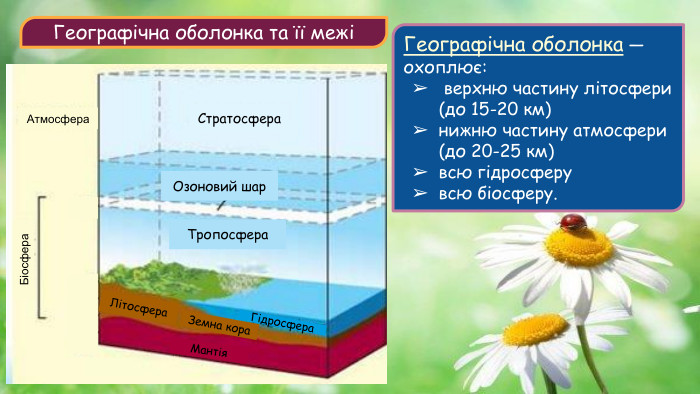 Географічна оболонка та її межі
Географічна оболонка —
охоплює:
➢ верхню частину літосфери
(до 15-20 км)
➢ нижню частину атмосфери
(до 20-25 км)
➢ всю гідросферу
➢ всю біосферу.
Атмосфера
Стратосфера
Озоновий шар
Тропосфера
Біосфера
Літосфера
Земна кора
Гідросфера
Мантія